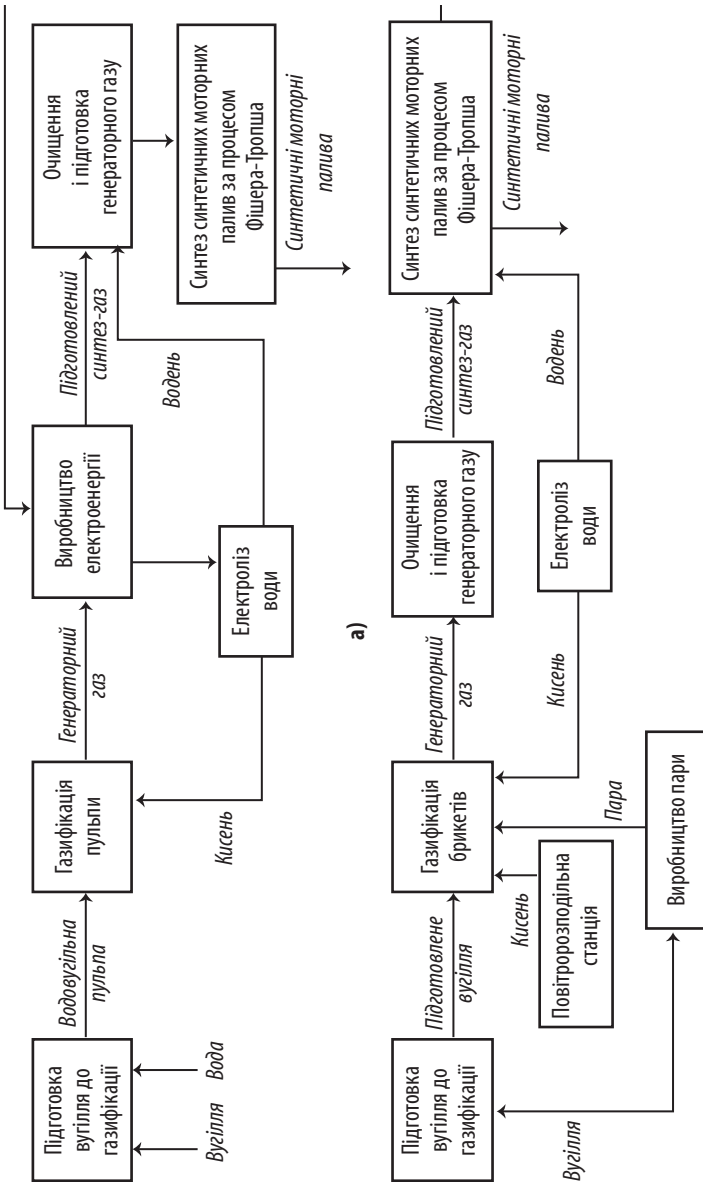 Підготовка
вугілля до
газифікації
Вугілля
Вода
Водовугільна
пульпа
Газифікація
пульпи
Генераторний
газ
Виробництво
електроенергії
Електроліз
води
Кисень
Водень
Підготовлений
синтез-газ
Очищення
і підготовка
генераторного газу
Синтез синтетичних моторних
палив за процесом
Фішера-Тропша
Синтетичні моторні
палива
а)
Підготовка
вугілля до
газифікації
Вугілля
Підготовлене
вугілля
Газифікація
брикетів
Кисень
Повітророзподільна
станція
Пара
Виробництво пари
Генераторний
газ
Очищення
і підготовка
генераторного газу
Кисень
Електроліз
води
Водень
Підготовлений
синтез-газ
Синтез синтетичних моторних
палив за процесом
Фішера-Тропша
Синтетичні моторні
палива